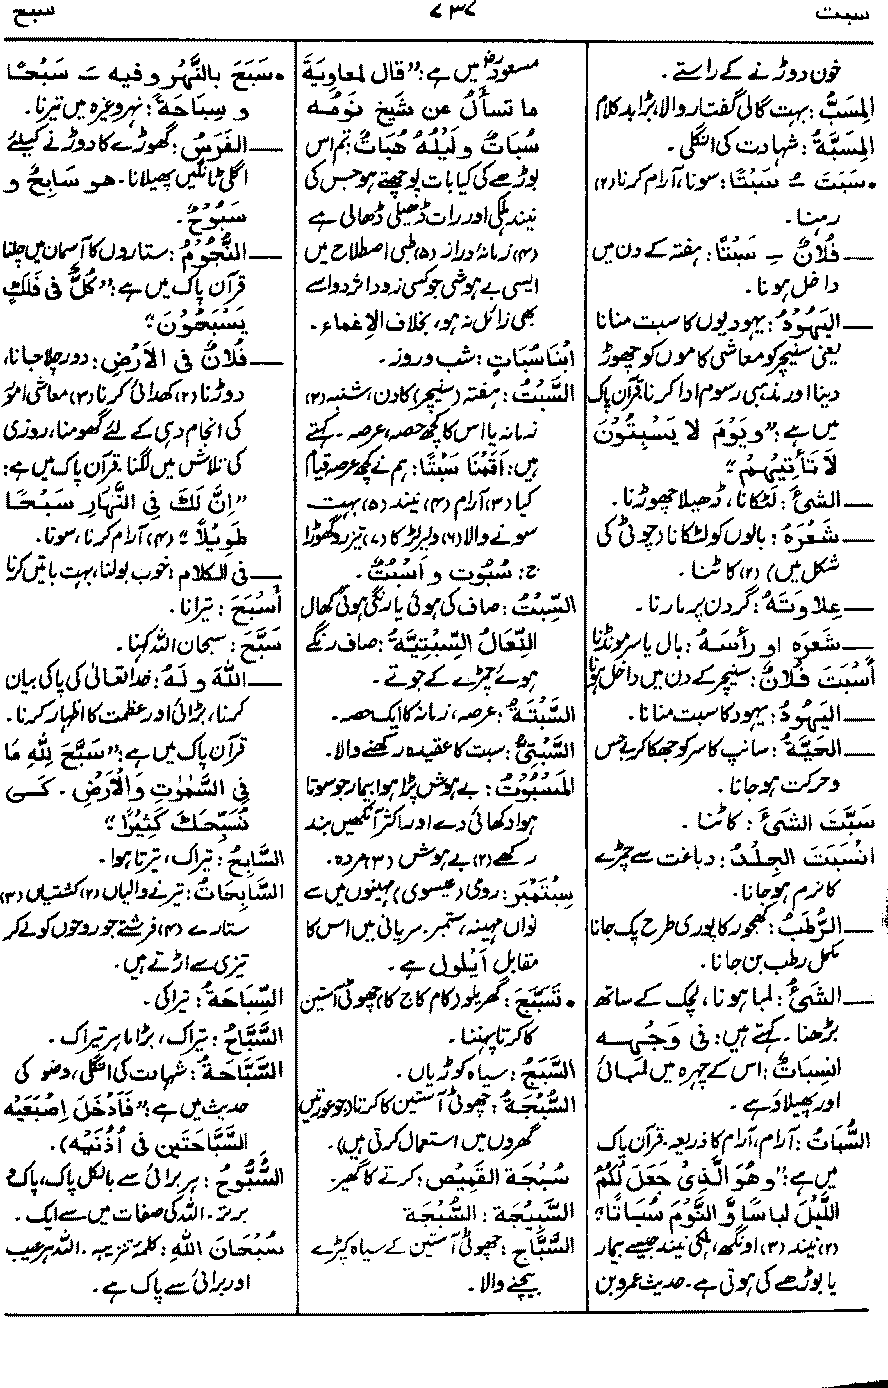 سبت
۷۳۷
سبح
خون دوڑنے کے راستے۔
المِسَبُّ: بہت گالی گفتار والا، بڑا بد کلام
المِسَبَّةُ: شہادت کی انگلی۔
• سَبَتَ ـُ سَبْتًا: سونا، آرام کرنا (۲)
رہنا۔
— فُلَانٌ ـِ سَبْتًا: ہفتہ کے دن میں
داخل ہونا۔
— اليَهُوْدُ: یہودیوں کا سبت منانا
یعنی سنیچر کو معاشی کاموں کو چھوڑ
دینا اور مذہبی رسوم ادا کرنا، قرآن پاک
میں ہے: "وَيَوْمَ لَا يَسْبِتُوْنَ
لَا تَأْتِيْهِمْ"
— الشیءَ: لٹکانا، ڈھیلا چھوڑنا۔
— شَعْرَهُ: بالوں کو لٹکانا (چوٹی کی
شکل میں) (۲) کاٹنا۔
— عِلَاوَتَهُ: گردن پر مارنا۔
— شَعْرَه او رأسَهُ: بال یا سر مونڈنا
أَسْبَتَ فُلَانٌ: سنیچر کے دن میں داخل ہونا
— اليَهُوْدُ: یہود کا سبت منانا۔
— الحَيَّةُ: سانپ کا سر کو جھکا کر بے حس
و حرکت ہو جانا۔
سَبَّتَ الشیءَ: کاٹنا۔
انْسَبَتَ الجِلْدُ: دباغت سے چمڑے
کا نرم ہو جانا۔
— الرُّطَبُ: کھجور کا پوری طرح پک جانا
مکمل رطب بن جانا۔
— الشیءُ: لمبا ہونا، لچک کے ساتھ
بڑھنا۔ کہتے ہیں: فِی وَجْهِهِ
انسِبَاتٌ: اس کے چہرہ میں لمبائی
اور پھیلاؤ ہے۔
السُّبَاتُ: آرام، آرام کا ذریعہ۔ قرآن پاک
میں ہے: "وَهُوَ الَّذِیْ جَعَلَ لَكُمُ
اللَّيْلَ لِبَاسًا وَّ النَّوْمَ سُبَاتًا"
(۲) نیند (۳) اونگھ، ہلکی نیند جیسے بیمار
یا بوڑھے کی ہوتی ہے۔ حدیث عمرو بن
مسعودؓ میں ہے: "قال لمعاوِيَةَ
ما تسأَلُ عن شَيْخٍ نَومُه
سُبَاتٌ وَلَيْلُهُ هُبَاتٌ: تم اس
بوڑھے کی کیا بات پوچھتے ہو جس کی
نیند ہلکی اور رات ڈھیلی ڈھالی ہے
(۴) زمانۂ دراز (۵) طبی اصطلاح میں
ایسی بے ہوشی جو کسی زود اثر دوا سے
بھی زائل نہ ہو، بخلاف الإغماء۔
ابْنَا سُبَاتٍ: شب و روز۔
السَّبْتُ: ہفتہ (سنیچر) کا دن، شنبہ (۲)
زمانہ یا اس کا کچھ حصہ، عرصہ۔ کہتے
ہیں: أَقَمْنَا سَبْتًا: ہم نے کچھ عرصہ قیام
کیا (۳) آرام (۴) نیند (۵) بہت
سونے والا (۶) دلیر لڑکا (۷) تیز رو گھوڑا
ج: سُبُوت و أَسْبُتٌ۔
السِّبْتُ: صاف کی ہوئی یا رنگی ہوئی کھال
النِّعَالُ السِّبْتِيَّةُ: صاف رنگے
ہوئے چمڑے کے جوتے۔
السَّبْتَةُ: عرصہ، زمانہ کا ایک حصہ۔
السَّبْتِیُّ: سبت کا عقیدہ رکھنے والا۔
المَسْبُوْتُ: بے ہوش پڑا ہوا بیمار جو سوتا
ہوا دکھائی دے اور اکثر آنکھیں بند
رکھے (۲) بے ہوش (۳) مردہ۔
سِبْتَمْبَر: رومی (عیسوی) مہینوں میں سے
نواں مہینہ، ستمبر۔ سریانی میں اس کا
مقابل أَيْلُول ہے۔
• تَسَبَّجَ: گھریلو کام کاج کا چھوٹی آستین
کا کرتا پہننا۔
السَّبَجُ: سیاہ کوڑیاں۔
السُّبْجَةُ: چھوٹی آستین کا کرتا (جو عورتیں
گھروں میں استعمال کرتی ہیں)۔
سُبْجَةُ القَمِيْصِ: کرتے کا گھیر۔
السَّبِيْجَةُ: السُّبْجَة
السَّبَّاجُ: چھوٹی آستین کے سیاہ کپڑے
بیچنے والا۔
• سَبَحَ بالنَّهْرِ وفيه ـَ سَبْحًا
و سِبَاحَةً: نہر وغیرہ میں تیرنا۔
— الفَرَسُ: گھوڑے کا دوڑنے کیلئے
اگلی ٹانگیں پھیلانا۔ هو سَابِحٌ و
سَبُوْحٌ۔
— النُّجُوْمُ: ستاروں کا آسمان میں چلنا
قرآن پاک میں ہے: "كُلٌّ فِی فَلَكٍ
يَسْبَحُوْنَ"
— فُلَانٌ فِی الأَرْضِ: دور چلا جانا،
دوڑنا (۲) کھدائی کرنا (۳) معاشی امور
کی انجام دہی کے لئے گھومنا، روزی
کی تلاش میں لگنا۔ قرآن پاک میں ہے:
"اِنَّ لَكَ فِی النَّهَارِ سَبْحًا
طَوِيْلًا" (۴) آرام کرنا، سونا۔
— فِی الكلام: خوب بولنا، بہت باتیں کرنا
أَسْبَحَ: تیرانا۔
سَبَّحَ: سبحان اللہ کہنا۔
— اللهَ وَلَهُ: خدا تعالیٰ کی پاکی بیان
کرنا، بڑائی اور عظمت کا اظہار کرنا۔
قرآن پاک میں ہے: "سَبَّحَ لِلّٰهِ مَا
فِی السَّمٰوٰتِ وَالْأَرْضِ۔ كَیْ
نُسَبِّحَكَ كَثِيْرًا"
السَّابِحُ: تیراک، تیرتا ہوا۔
السَّابِحَاتُ: تیرنے والیاں (۲) کشتیاں (۳)
ستارے (۴) فرشتے جو روحوں کو لے کر
تیزی سے اڑتے ہیں۔
السِّبَاحَةُ: تیراکی۔
السَّبَّاحُ: تیراک، بڑا ماہر تیراک۔
السَّبَّاحَةُ: شہادت کی انگلی، وضو کی
حدیث میں ہے: "فَأَدْخَلَ إِصْبَعَيْهِ
السَّبَّاحَتَيْنِ فِی أُذُنَيْهِ)۔
السُّبُّوْحُ: ہر برائی سے بالکل پاک، پاک و
برتر۔ اللہ کی صفات میں سے ایک۔
سُبْحَانَ اللهِ: کلمۂ تنزیہہ۔ اللہ ہر عیب
اور برائی سے پاک ہے۔